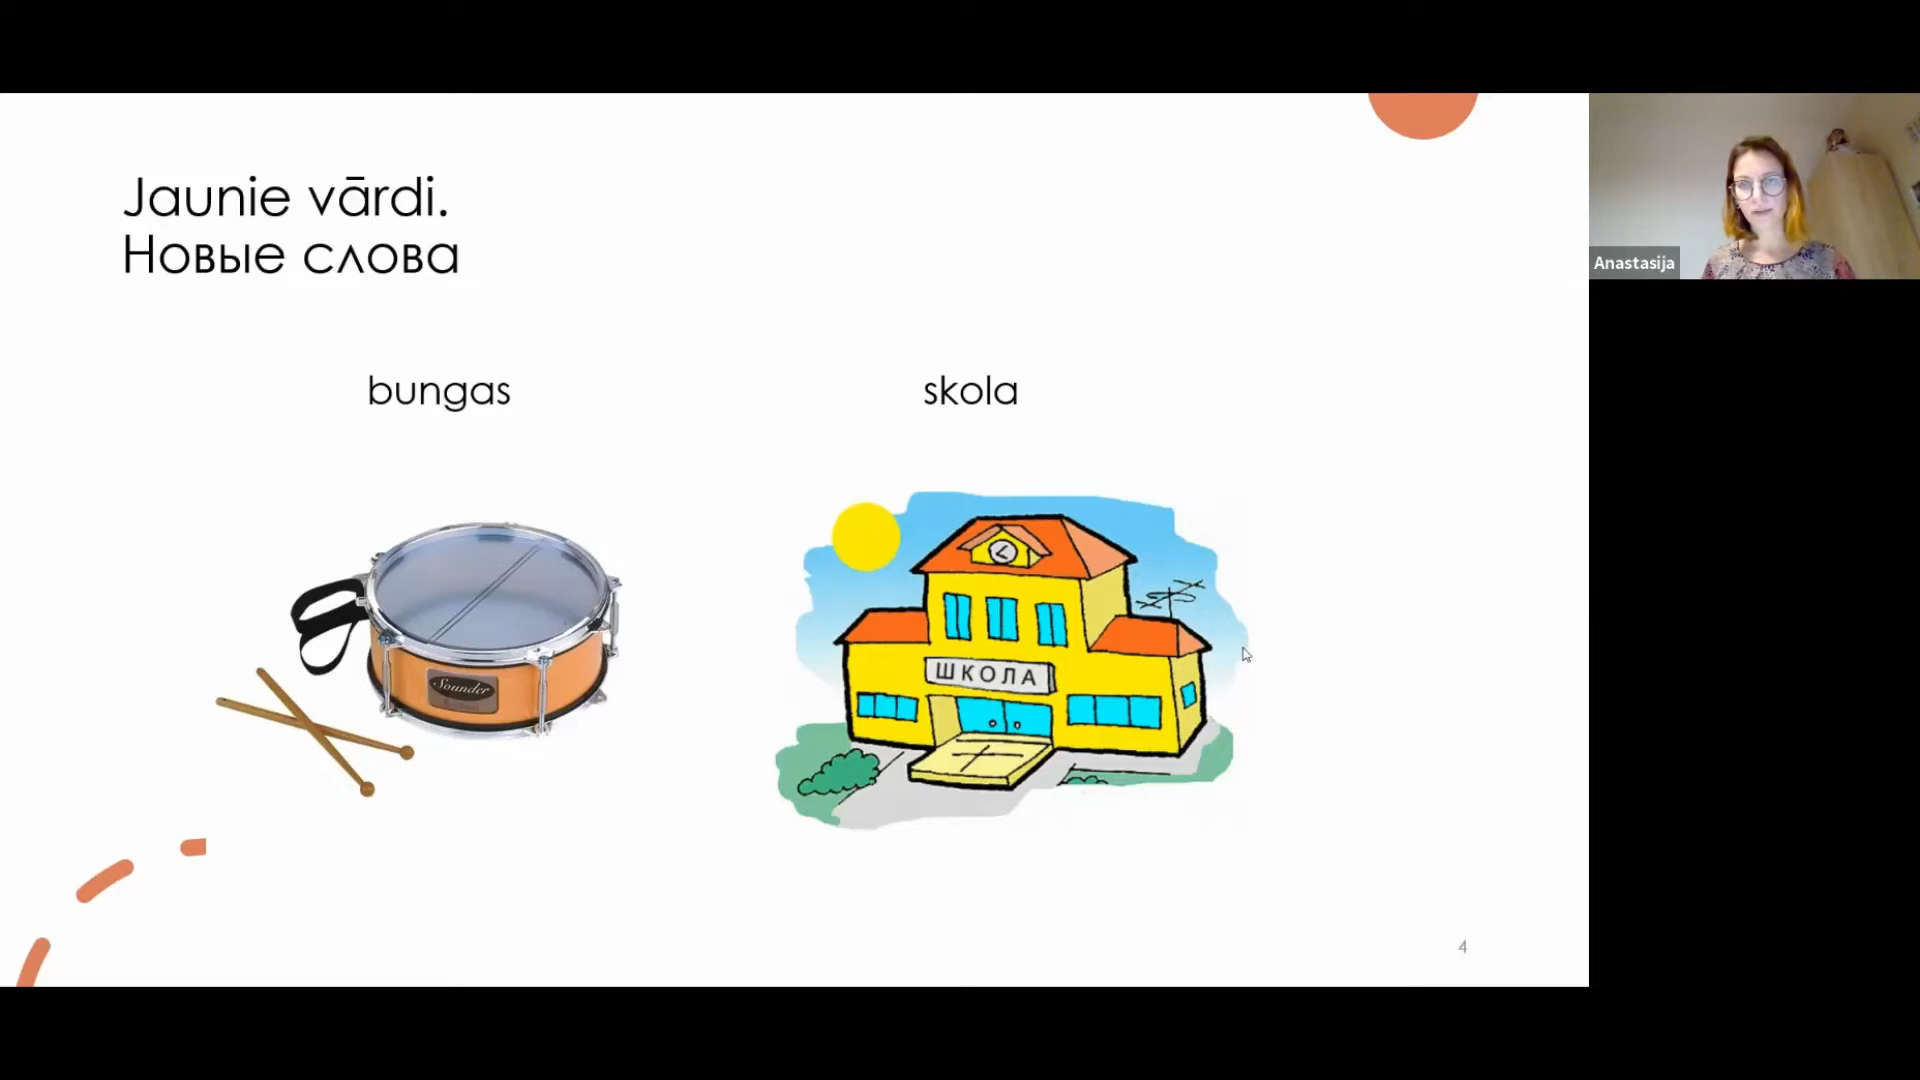 Jaunie vārdi.
Новые слова
bungas
skola
Sounder
ШКОЛА
4
Anastasija